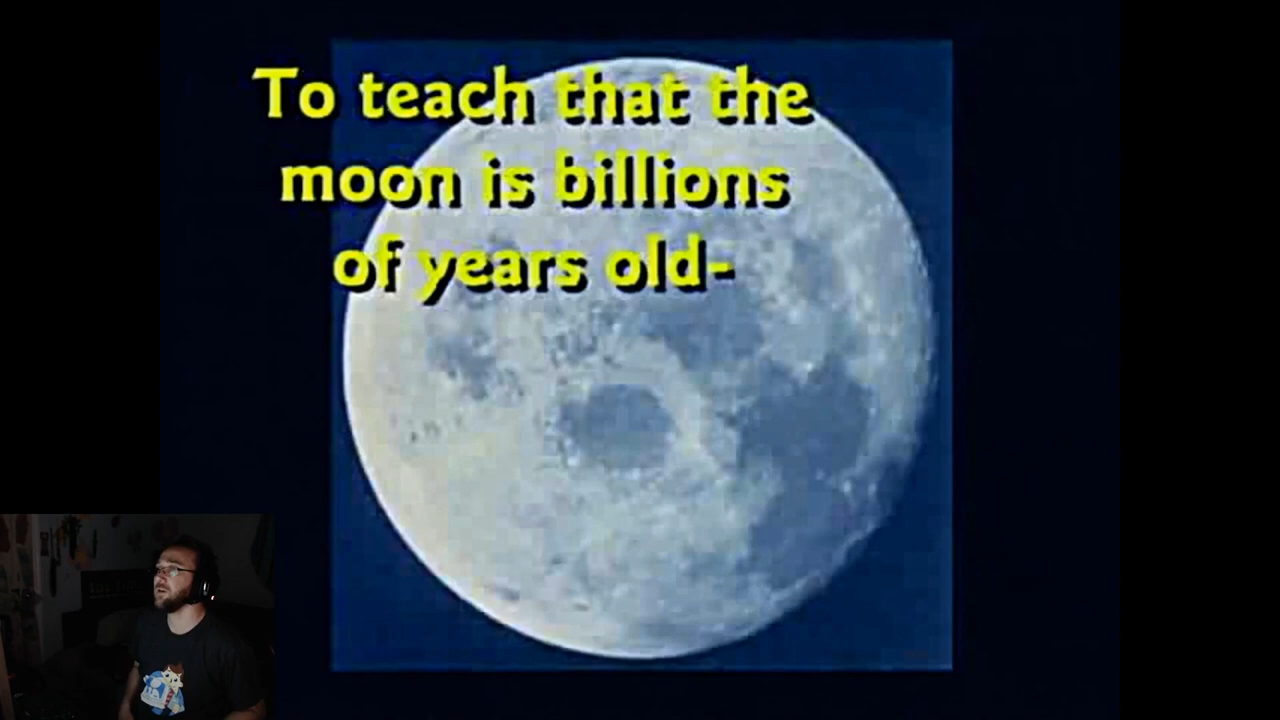 To teach that the
moon is billions
of years old-